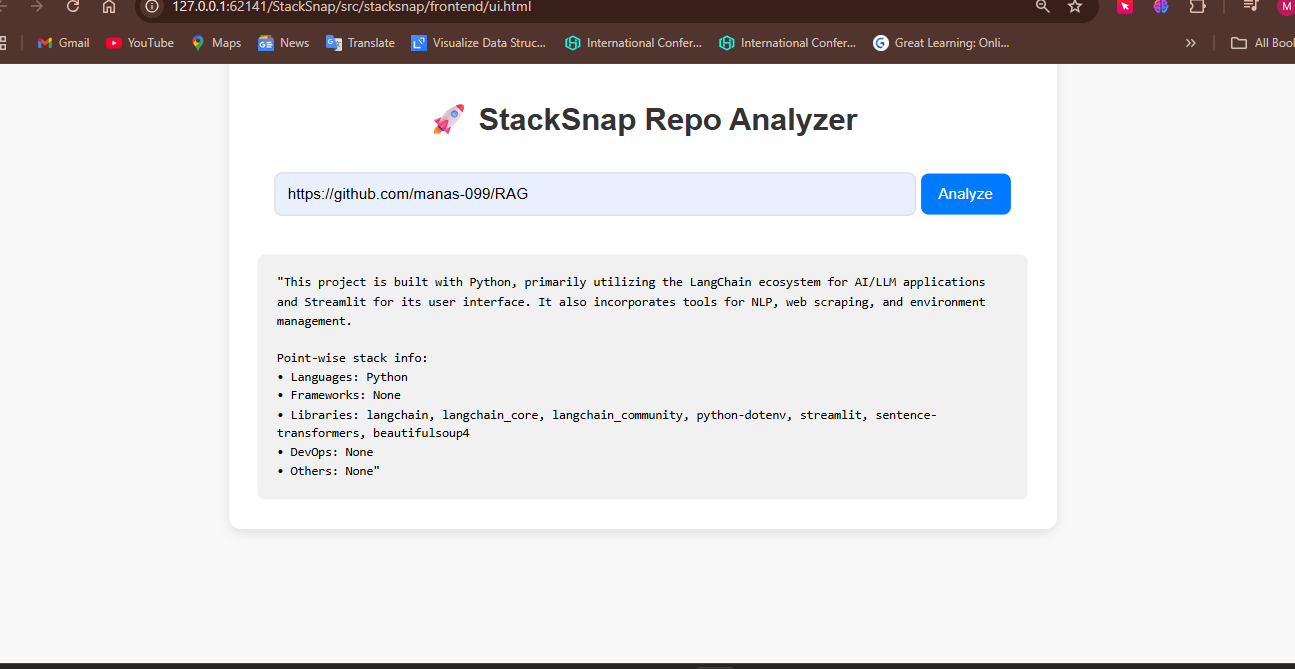 127.0.0.1:62141/StackSnap/src/stacksnap/frontend/ui.html
M
Gmail
YouTube
Maps
News
Translate
Visualize Data Struc...
International Confer...
International Confer...
Great Learning: Onli...
»
All Boo
🚀 StackSnap Repo Analyzer
https://github.com/manas-099/RAG
Analyze
"This project is built with Python, primarily utilizing the LangChain ecosystem for AI/LLM applications
and Streamlit for its user interface. It also incorporates tools for NLP, web scraping, and environment
management.
Point-wise stack info:
• Languages: Python
• Frameworks: None
• Libraries: langchain, langchain_core, langchain_community, python-dotenv, streamlit, sentence-
transformers, beautifulsoup4
• DevOps: None
• Others: None"